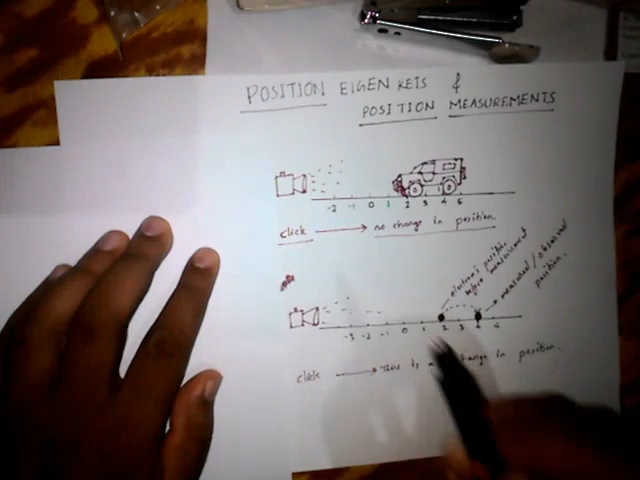 POSITION EIGEN KETS &
POSITION MEASUREMENTS
-2 -1 0 1 2 3 4 5 6
click → no change in position.
electron's position
before measurement
measured/observed
position.
-3 -2 -1 0 1 2 3 4
click → change in position.